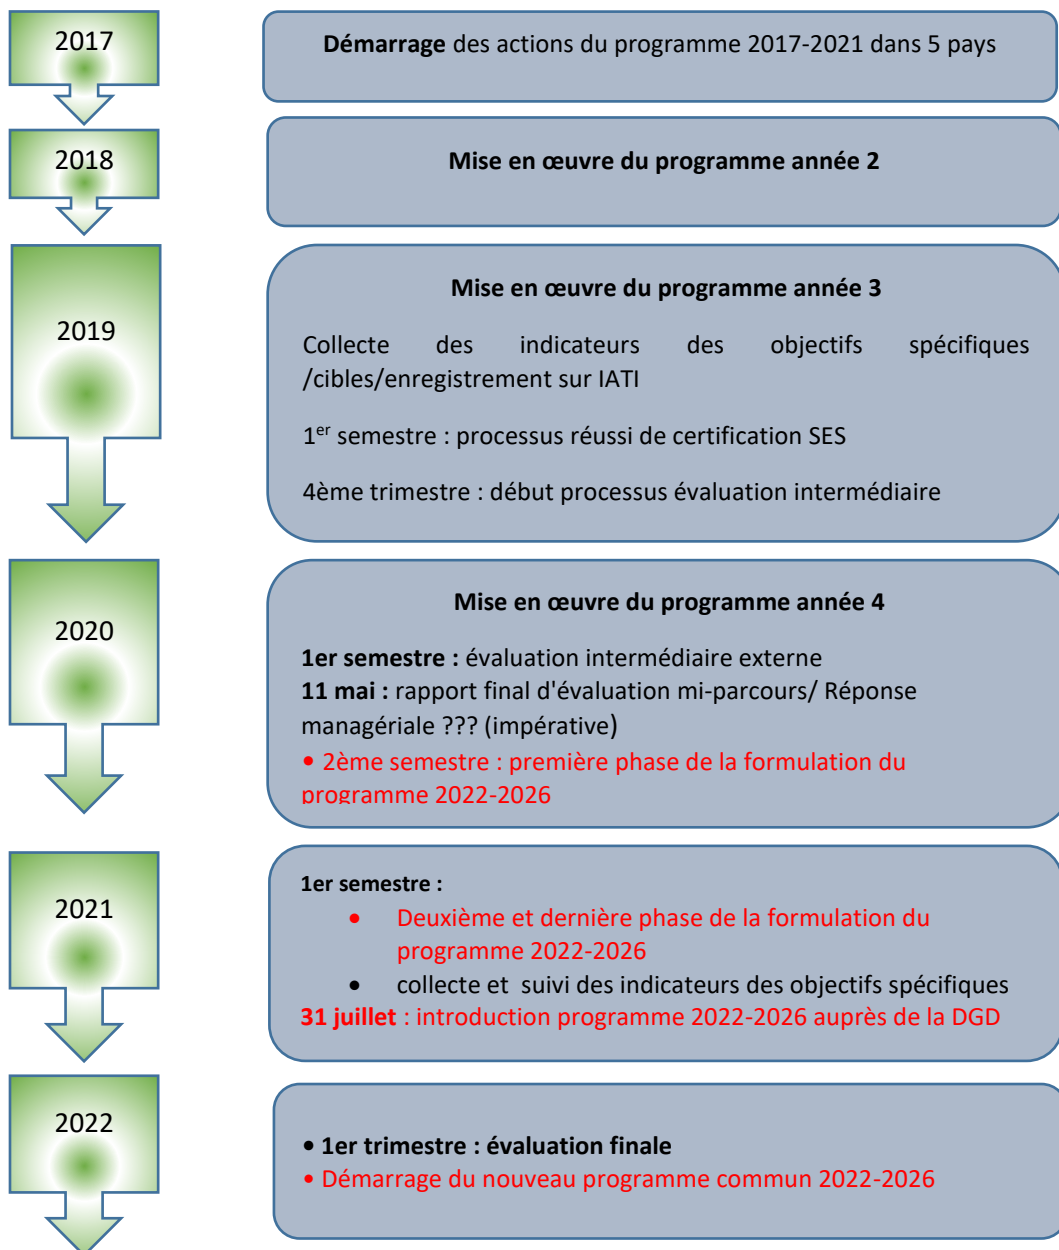 2017
Démarrage des actions du programme 2017-2021 dans 5 pays
2018
Mise en œuvre du programme année 2
2019
Mise en œuvre du programme année 3
Collecte des indicateurs des objectifs spécifiques
/cibles/enregistrement sur IATI
1er semestre : processus réussi de certification SES
4ème trimestre : début processus évaluation intermédiaire
2020
Mise en œuvre du programme année 4
1er semestre : évaluation intermédiaire externe
11 mai : rapport final d'évaluation mi-parcours/ Réponse
managériale ??? (impérative)
• 2ème semestre : première phase de la formulation du
programme 2022-2026
2021
1er semestre :
• Deuxième et dernière phase de la formulation du
programme 2022-2026
• collecte et suivi des indicateurs des objectifs spécifiques
31 juillet : introduction programme 2022-2026 auprès de la DGD
2022
• 1er trimestre : évaluation finale
• Démarrage du nouveau programme commun 2022-2026